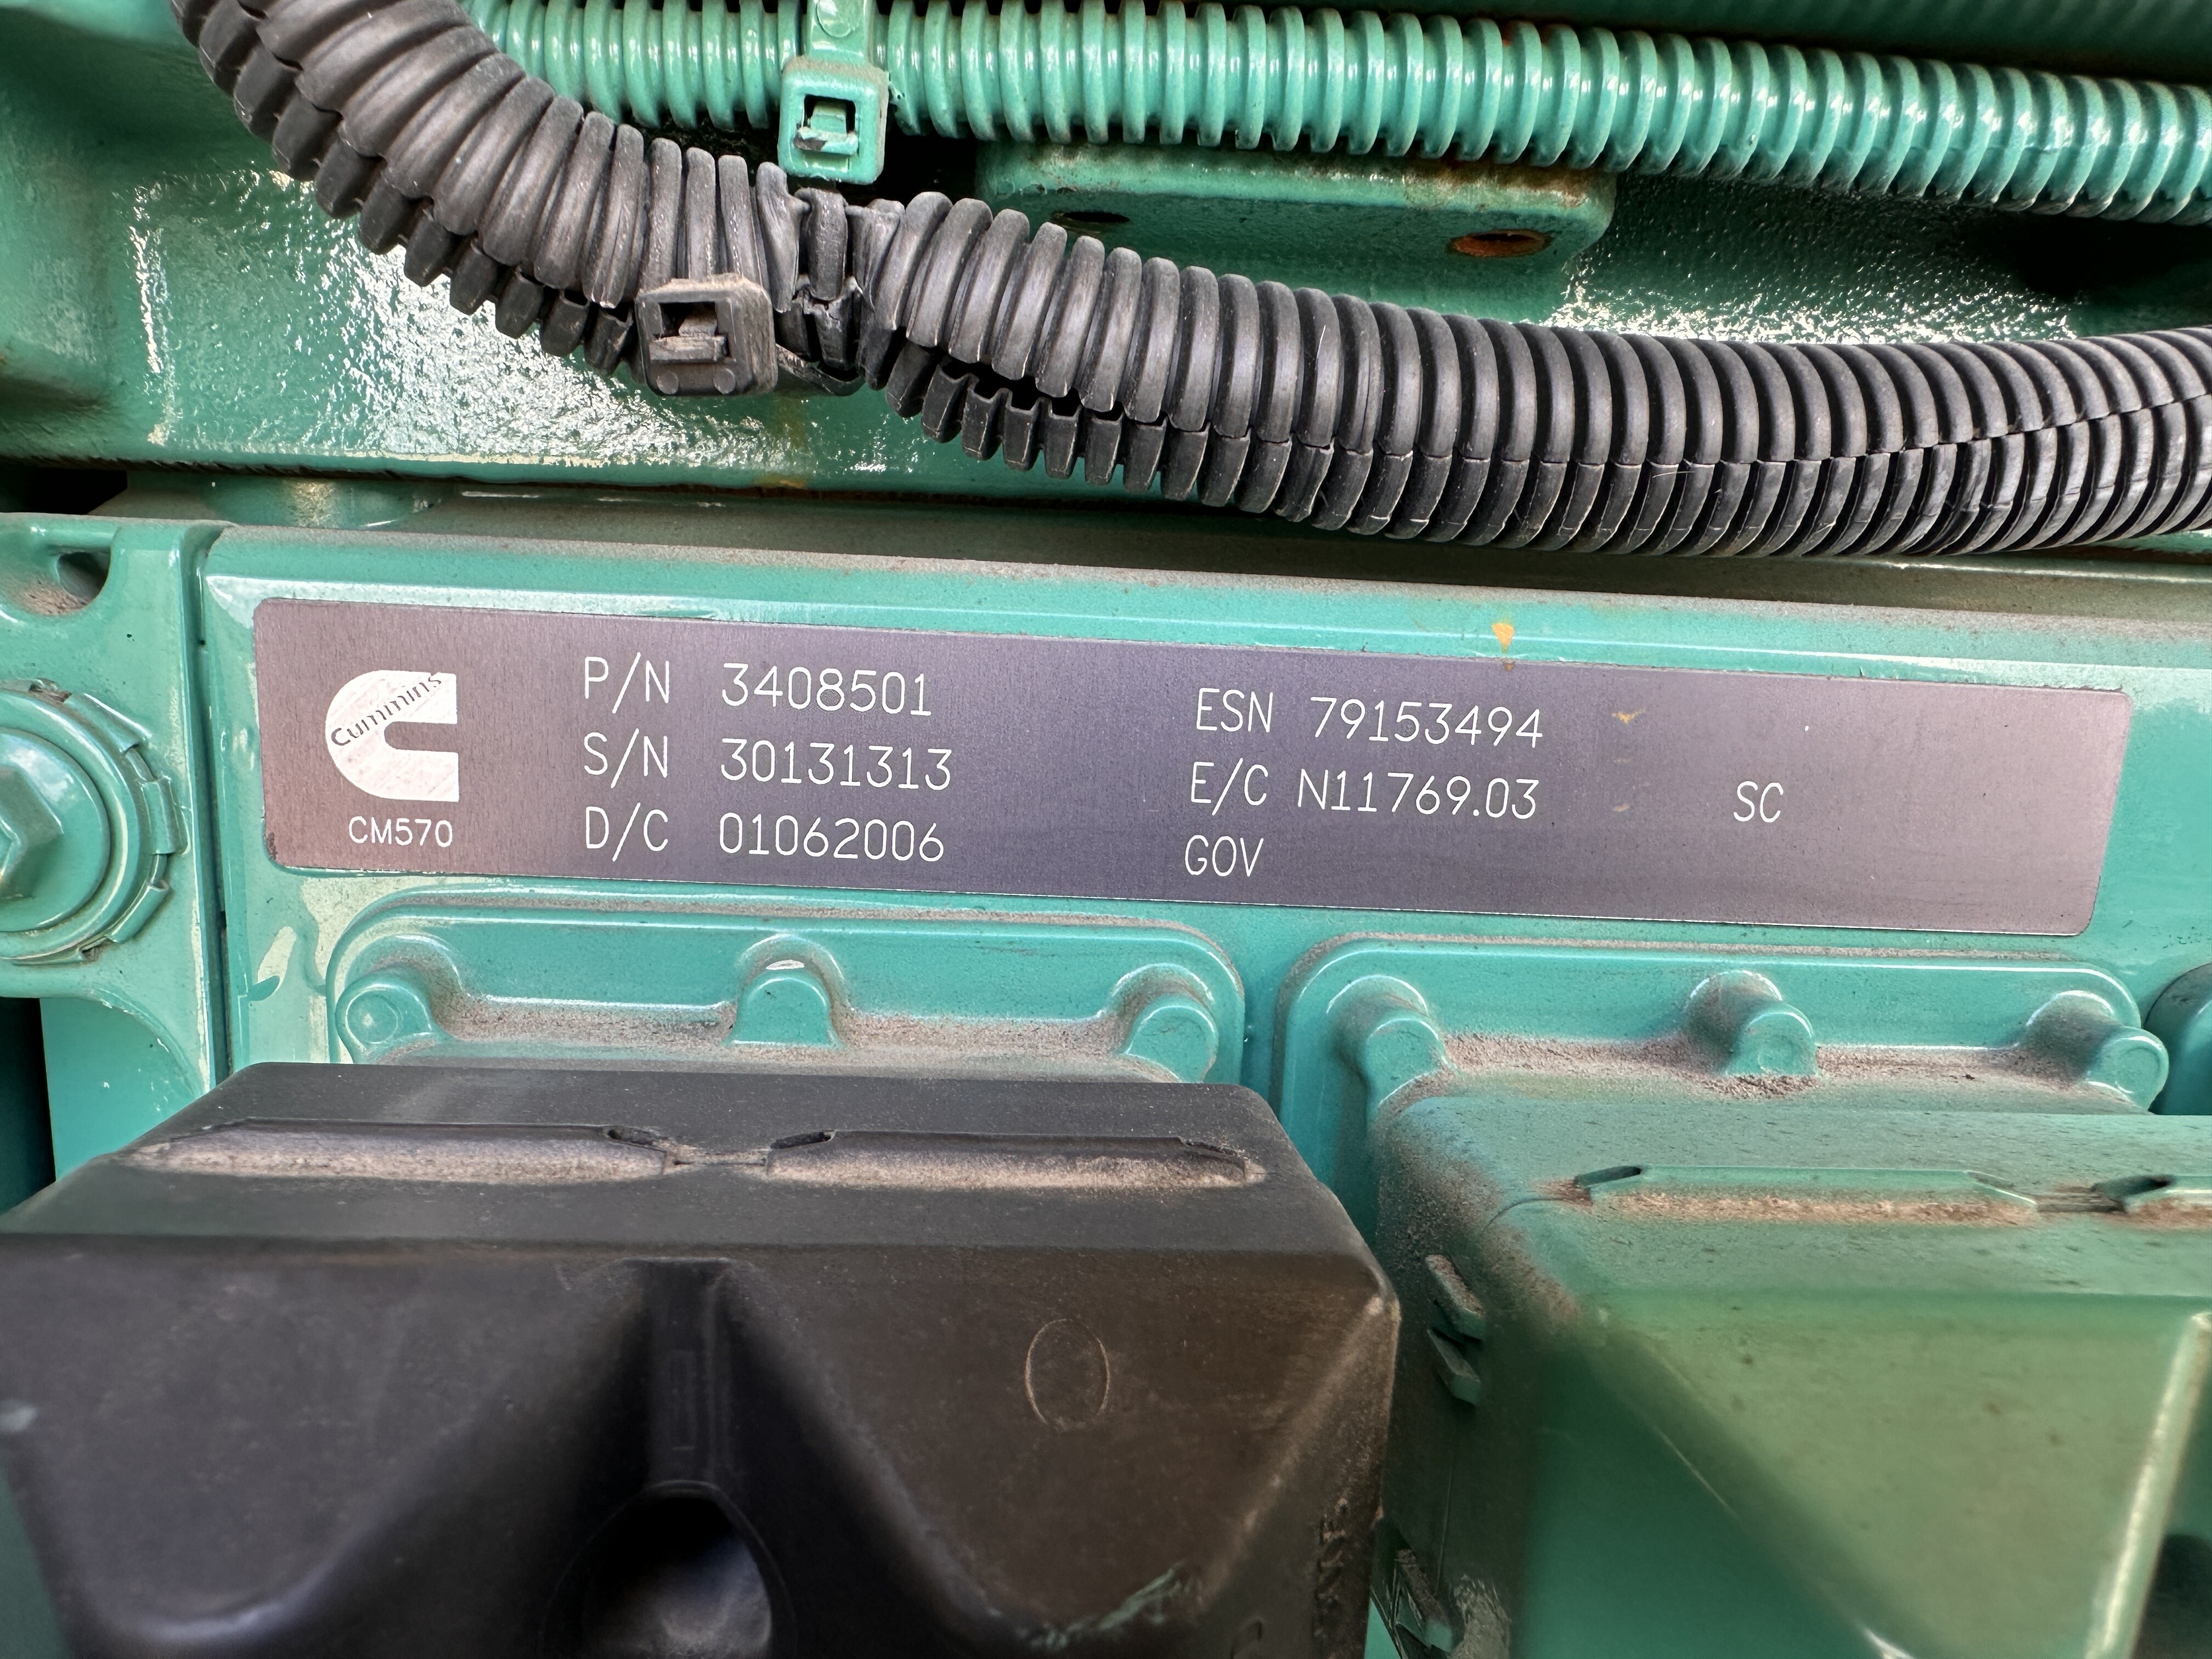 Cummins
CM570
P/N 3408501
S/N 30131313
D/C 01062006
ESN 79153494
E/C N11769.03 SC
GOV